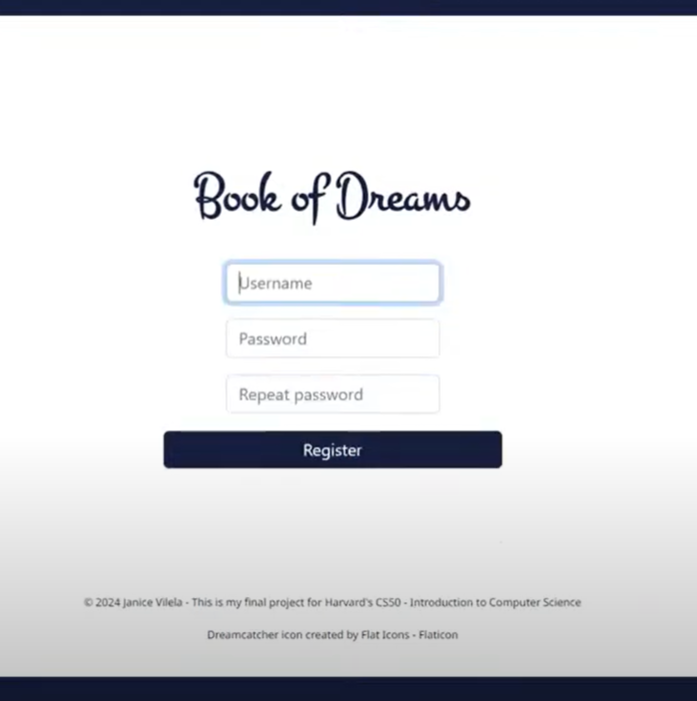 Book of Dreams
Username
Password
Repeat password
Register
© 2024 Janice Vilela - This is my final project for Harvard's CS50 - Introduction to Computer Science
Dreamcatcher icon created by Flat Icons - Flaticon